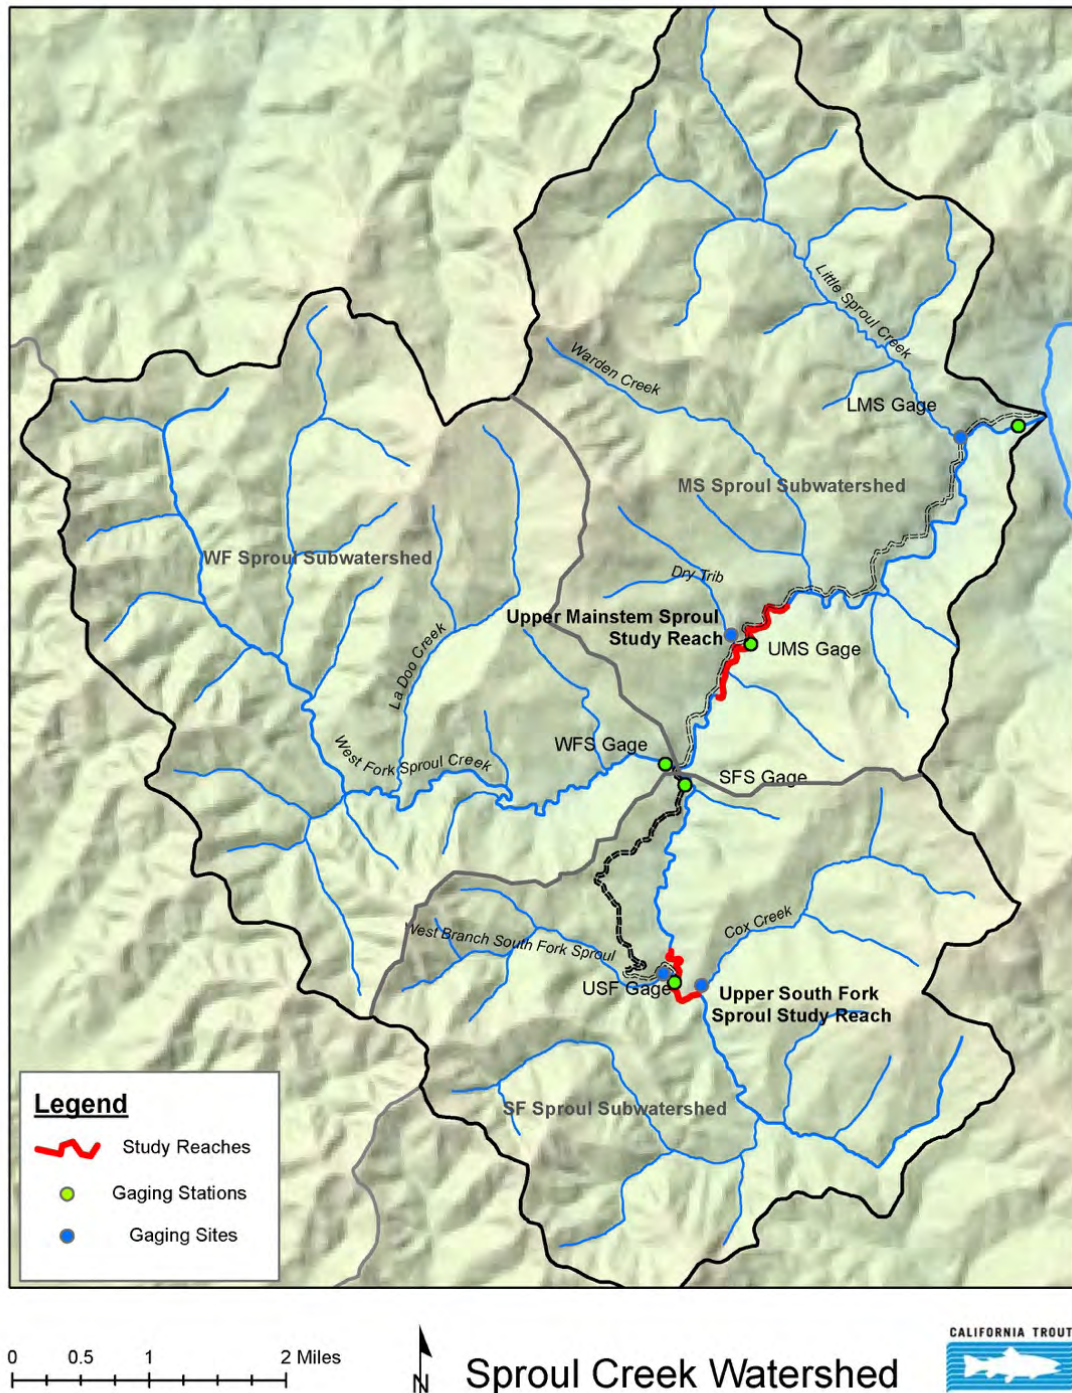 Little Sproul Creek
Warden Creek
LMS Gage
MS Sproul Subwatershed
WF Sproul Subwatershed
Dry Trib
Upper Mainstem Sproul
Study Reach
UMS Gage
La Doo Creek
West Fork Sproul Creek
WFS Gage
SFS Gage
Cox Creek
West Branch South Fork Sproul
USF Gage
Upper South Fork
Sproul Study Reach
SF Sproul Subwatershed
Legend
Study Reaches
Gaging Stations
Gaging Sites
0 0.5 1 2 Miles
N
Sproul Creek Watershed
CALIFORNIA TROUT